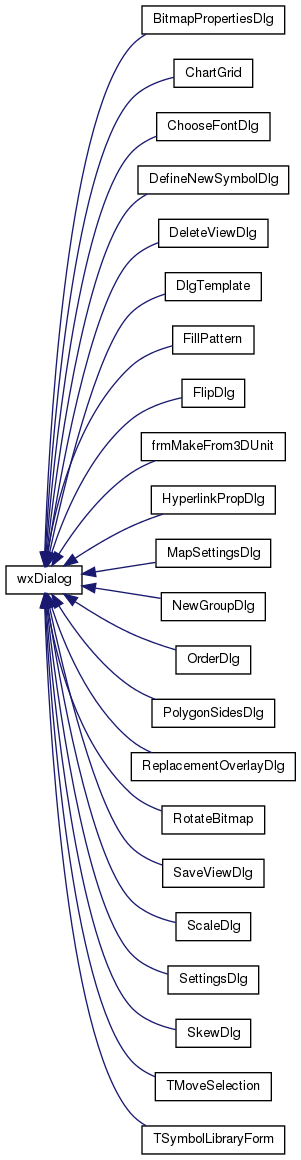 BitmapPropertiesDlg
ChartGrid
ChooseFontDlg
DefineNewSymbolDlg
DeleteViewDlg
DlgTemplate
FillPattern
FlipDlg
frmMakeFrom3DUnit
HyperlinkPropDlg
MapSettingsDlg
wxDialog
NewGroupDlg
OrderDlg
PolygonSidesDlg
ReplacementOverlayDlg
RotateBitmap
SaveViewDlg
ScaleDlg
SettingsDlg
SkewDlg
TMoveSelection
TSymbolLibraryForm